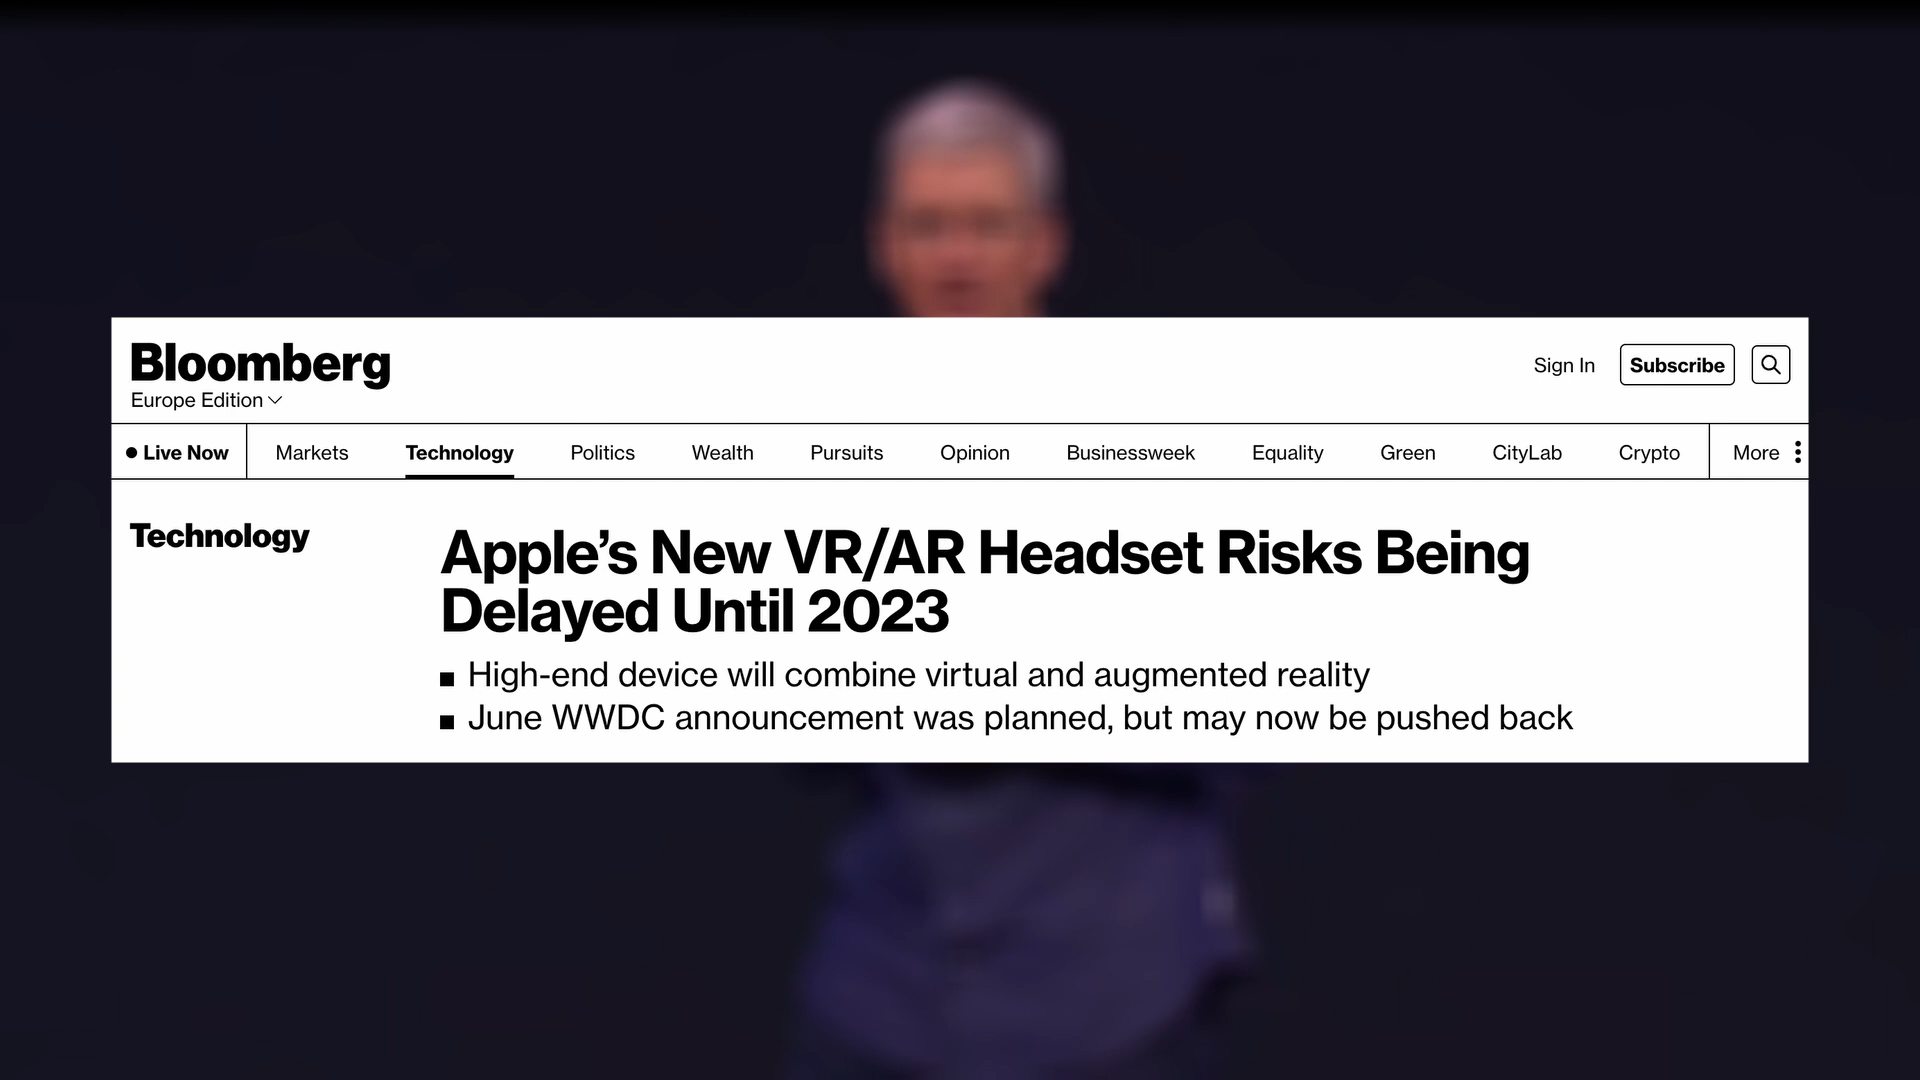 Bloomberg
Europe Edition
Sign In
Subscribe
Live Now
Markets
Technology
Politics
Wealth
Pursuits
Opinion
Businessweek
Equality
Green
CityLab
Crypto
More
Technology
Apple’s New VR/AR Headset Risks Being
Delayed Until 2023
■ High-end device will combine virtual and augmented reality
■ June WWDC announcement was planned, but may now be pushed back